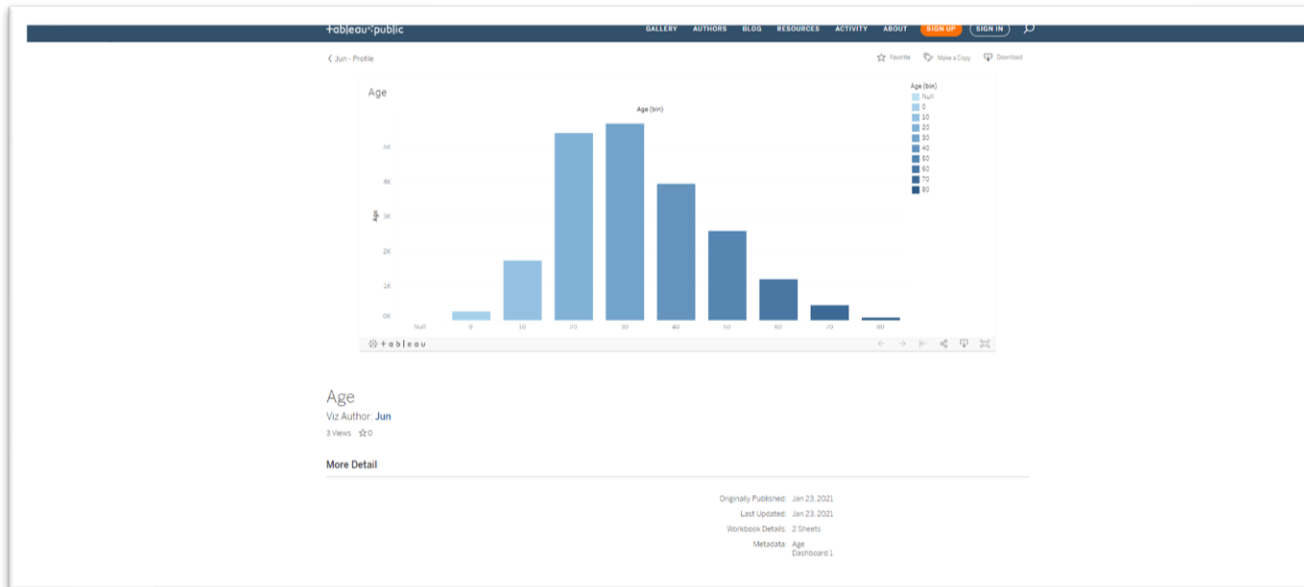 +ableau:public
GALLERY AUTHORS BLOG RESOURCES ACTIVITY ABOUT SIGN UP SIGN IN
Jun - Profile
Favorite Make a Copy Download
Age
Age (bin)
Age (bin)
Null
0
10
20
30
40
50
60
70
80
5K
4K
Age
3K
2K
1K
0K
Null 0 10 20 30 40 50 60 70 80
+ableau
Age
Viz Author: Jun
3 Views 0
More Detail
Originally Published: Jan 23, 2021
Last Updated: Jan 23, 2021
Workbook Details: 2 Sheets
Metadata: Age
Dashboard 1